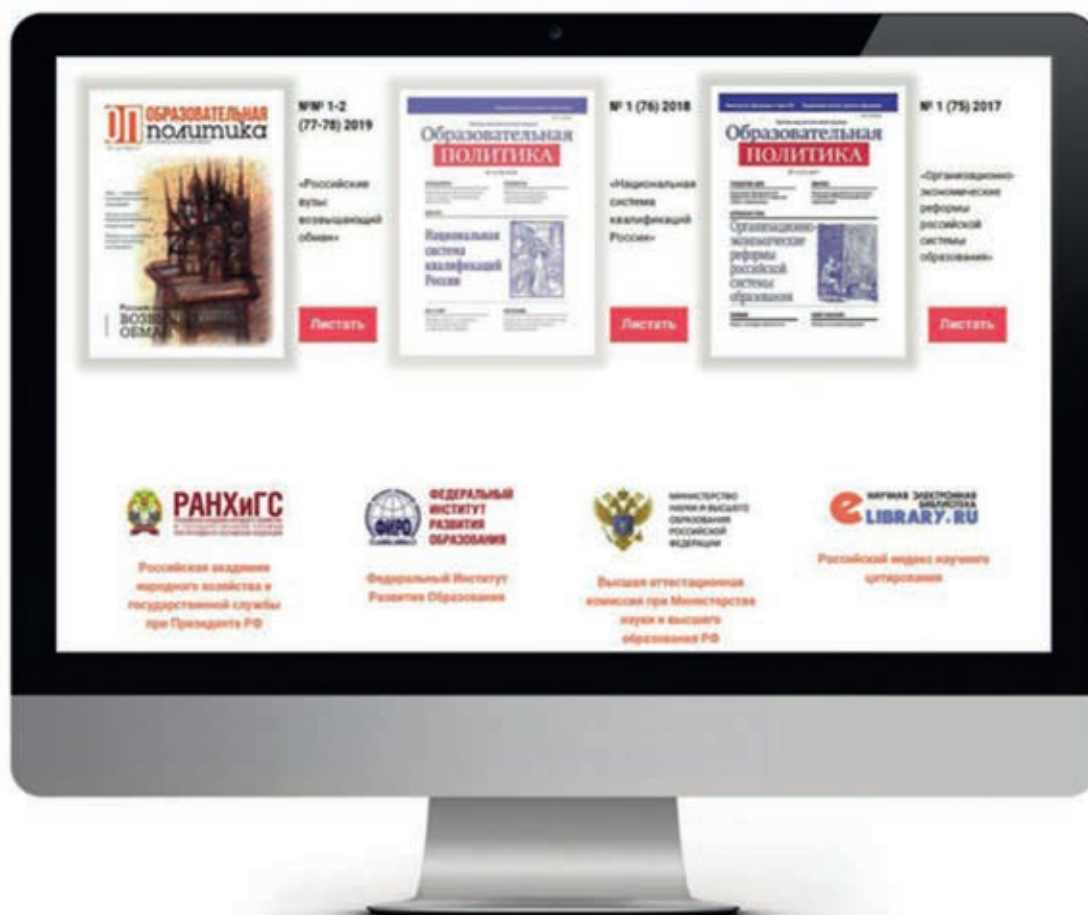 ОП ОБРАЗОВАТЕЛЬНАЯ
политика
ВОЗВЫ
ОБМА
№№ 1-2
(77-78) 2019
«Российские
вузы:
возвышающий
обман»
Листать
Образовательная
ПОЛИТИКА
Национальная
система
квалификаций
России
№ 1 (76) 2018
«Национальная
система
квалификаций
России»
Листать
Образовательная
ПОЛИТИКА
Организационно-
экономические
реформы
российской
системы
образования
№ 1 (75) 2017
«Организационно-
экономические
реформы
российской
системы
образования»
Листать
РАНХиГС
Российская академия
народного хозяйства и
государственной службы
при Президенте РФ
ФИРО
ФЕДЕРАЛЬНЫЙ
ИНСТИТУТ
РАЗВИТИЯ
ОБРАЗОВАНИЯ
Федеральный Институт
Развития Образования
МИНИСТЕРСТВО
НАУКИ И ВЫСШЕГО
ОБРАЗОВАНИЯ
РОССИЙСКОЙ
ФЕДЕРАЦИИ
Высшая аттестационная
комиссия при Министерстве
науки и высшего
образования РФ
НАУЧНАЯ ЭЛЕКТРОННАЯ
БИБЛИОТЕКА
eLIBRARY.RU
Российский индекс научного
цитирования